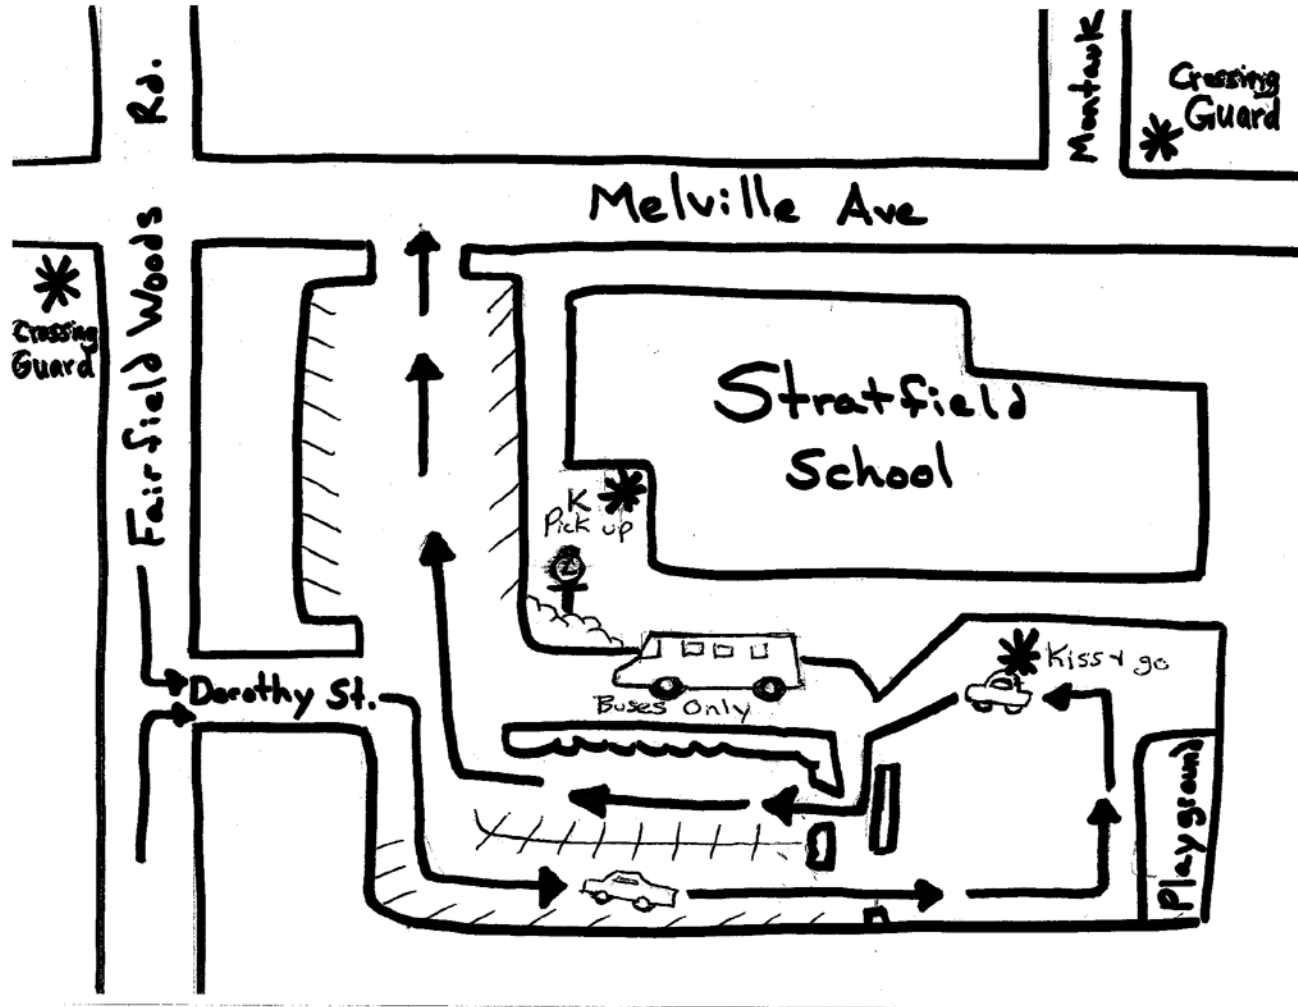 Rd.
Montauk
Crossing
Guard
Melville Ave
Fairfield Woods
Crossing
Guard
Stratfield
School
K
Pick up
Kiss & go
Dorothy St.
Buses Only
Playground